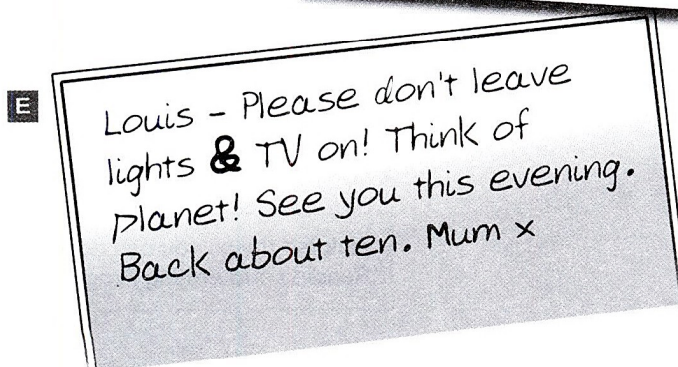 E
Louis - Please don't leave
lights & TV on! Think of
planet! See you this evening.
Back about ten. Mum x